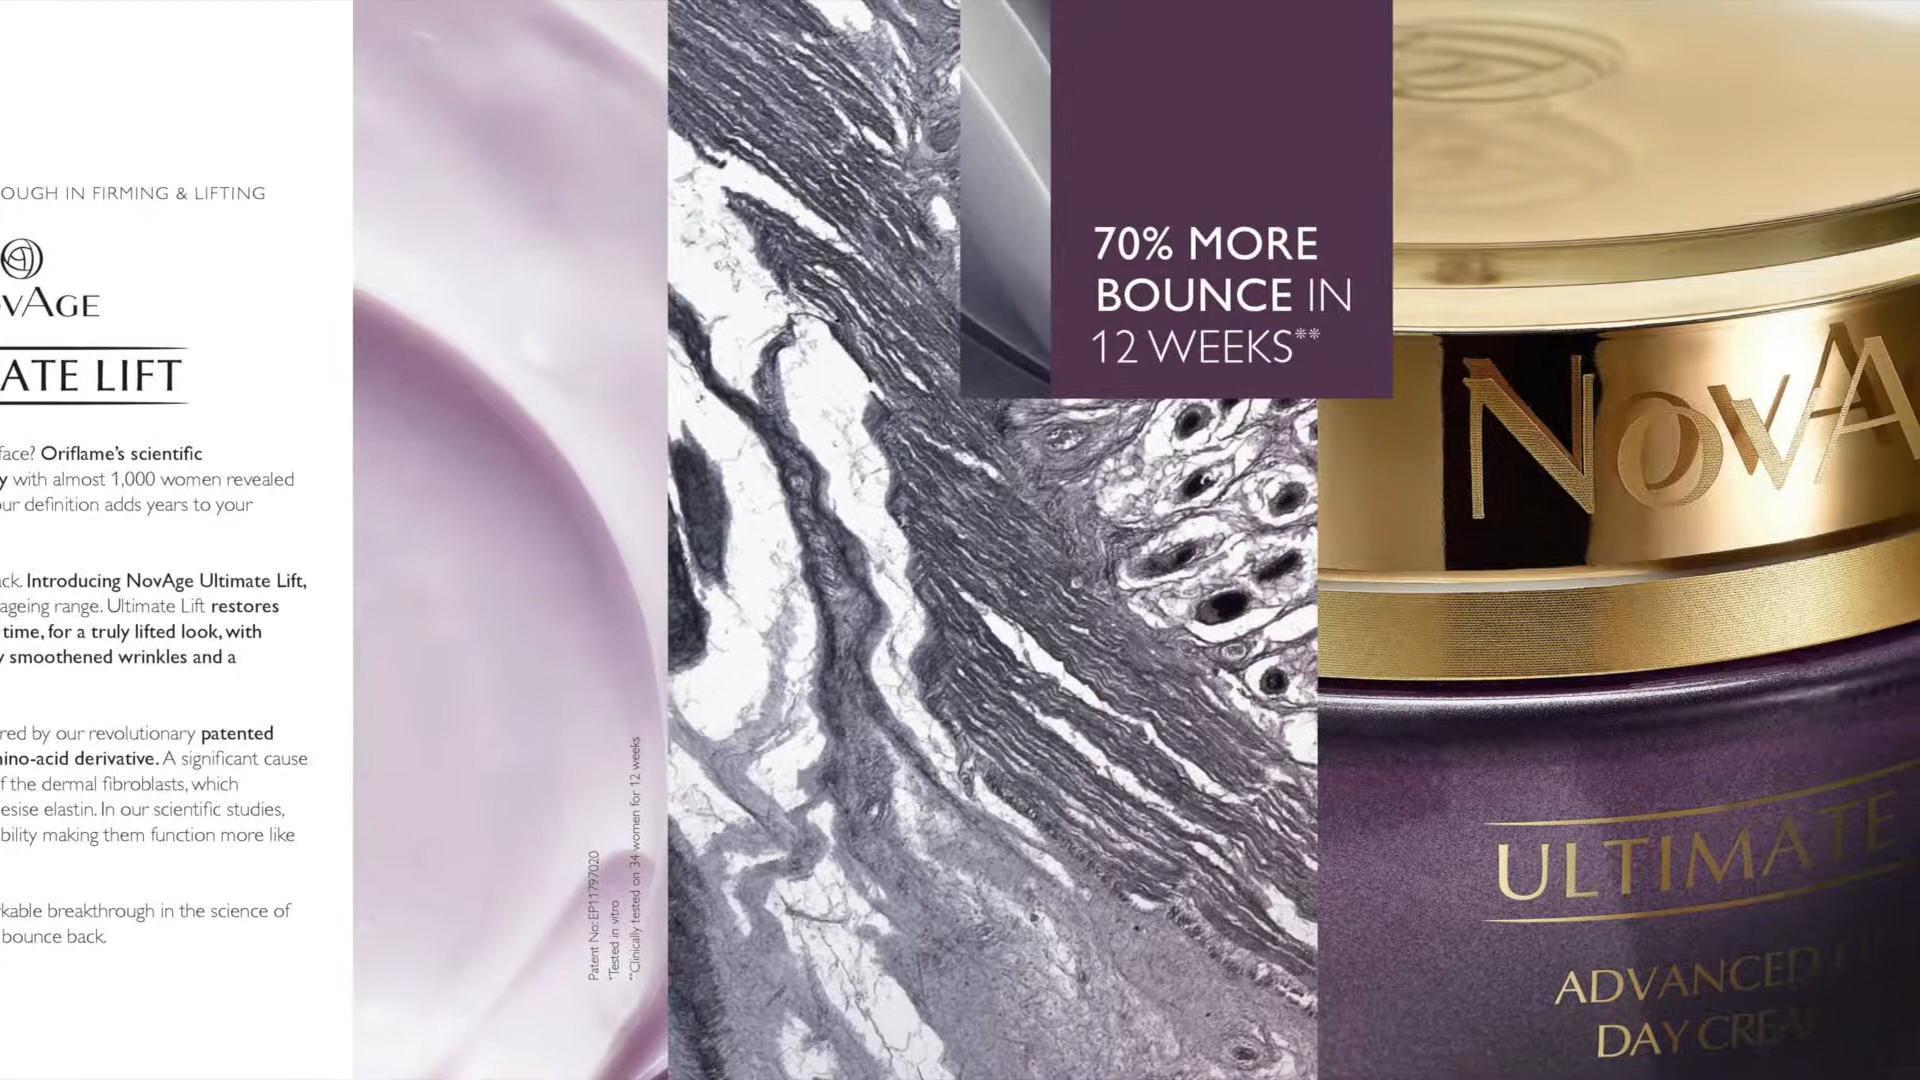 OUGH IN FIRMING & LIFTING
OVAGE
ATE LIFT
face? Oriflame's scientific
y with almost 1,000 women revealed
our definition adds years to your
ack. Introducing NovAge Ultimate Lift,
ageing range. Ultimate Lift restores
time, for a truly lifted look, with
y smoothened wrinkles and a
red by our revolutionary patented
ino-acid derivative. A significant cause
f the dermal fibroblasts, which
esise elastin. In our scientific studies,
bility making them function more like
kable breakthrough in the science of
bounce back.
Patent No: EP11797020
*Tested in vitro
**Clinically tested on 34 women for 12 weeks
70% MORE
BOUNCE IN
12 WEEKS**
NOVA
ULTIMATE
ADVANCED
DAY CREA